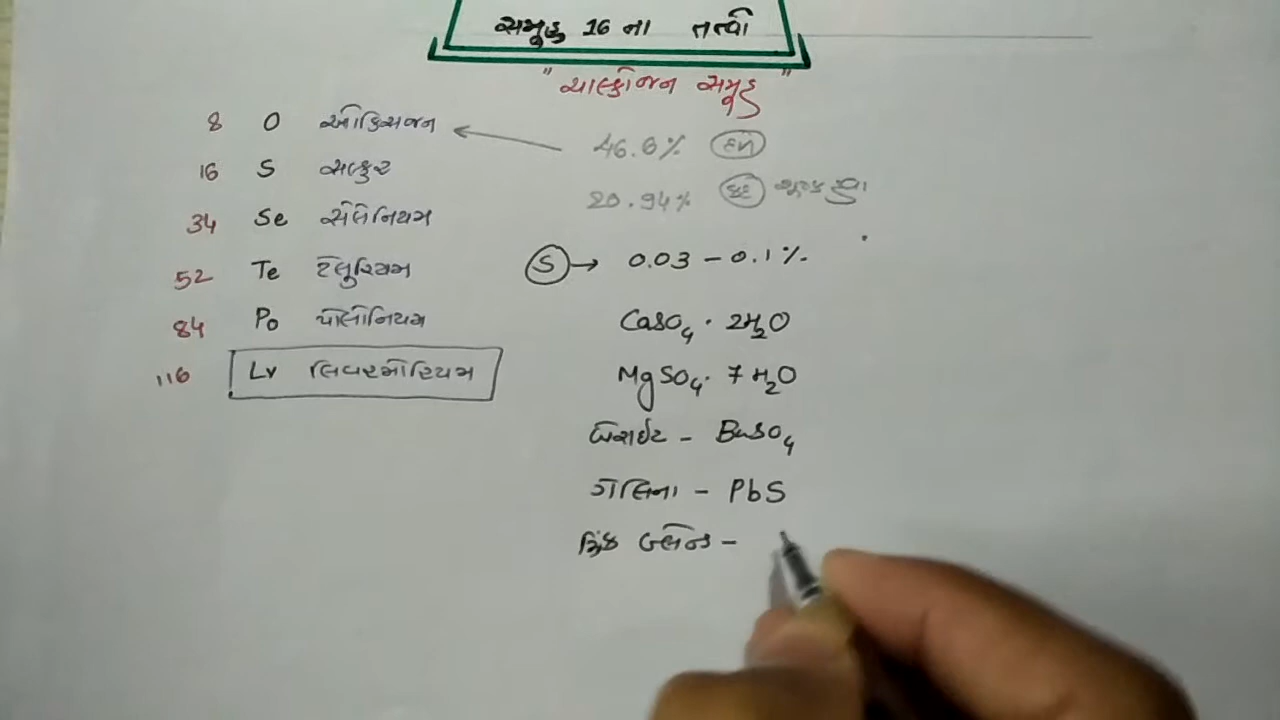 સમૂહ 16 ના તત્વો
"ચાલ્કોજન સમૂહ"
8 O ઓક્સિજન
16 S સલ્ફર
34 Se સેલેનિયમ
52 Te ટેલુરિયમ
84 Po પોલોનિયમ
116 Lv લિવરમોરિયમ
46.6%
20.94% કદ સૂકી હવા
S → 0.03 - 0.1%
CaSO4 · 2H2O
MgSO4 · 7H2O
બેરાઈટ - BaSO4
ગેલિના - PbS
ઝિંક બ્લેન્ડ -